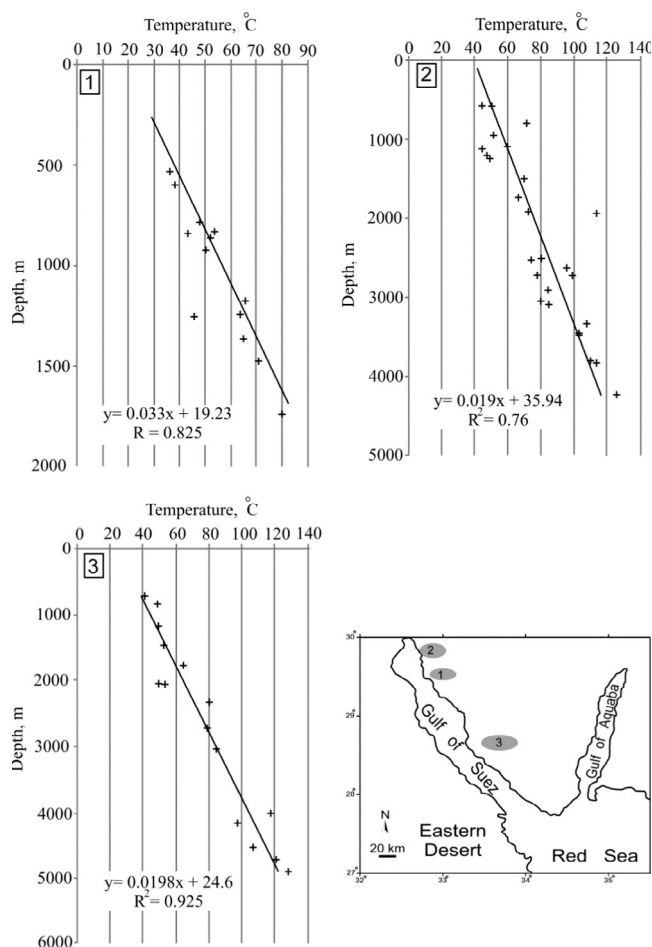 Temperature, °C
0 10 20 30 40 50 60 70 80 90
0
500
1000
1500
2000
Depth, m
1
y= 0.033x + 19.23
R = 0.825
Temperature, °C
0 20 40 60 80 100 120 140
0
1000
2000
3000
4000
5000
Depth, m
2
y= 0.019x + 35.94
R² = 0.76
Temperature, °C
0 20 40 60 80 100 120 140
0
1000
2000
3000
4000
5000
6000
Depth, m
3
y= 0.0198x + 24.6
R² = 0.925
30°
29°
28°
27°
32°
33°
34°
35°
2
1
3
Gulf of Suez
Gulf of Aquaba
N
20 km
Eastern
Desert
Red Sea